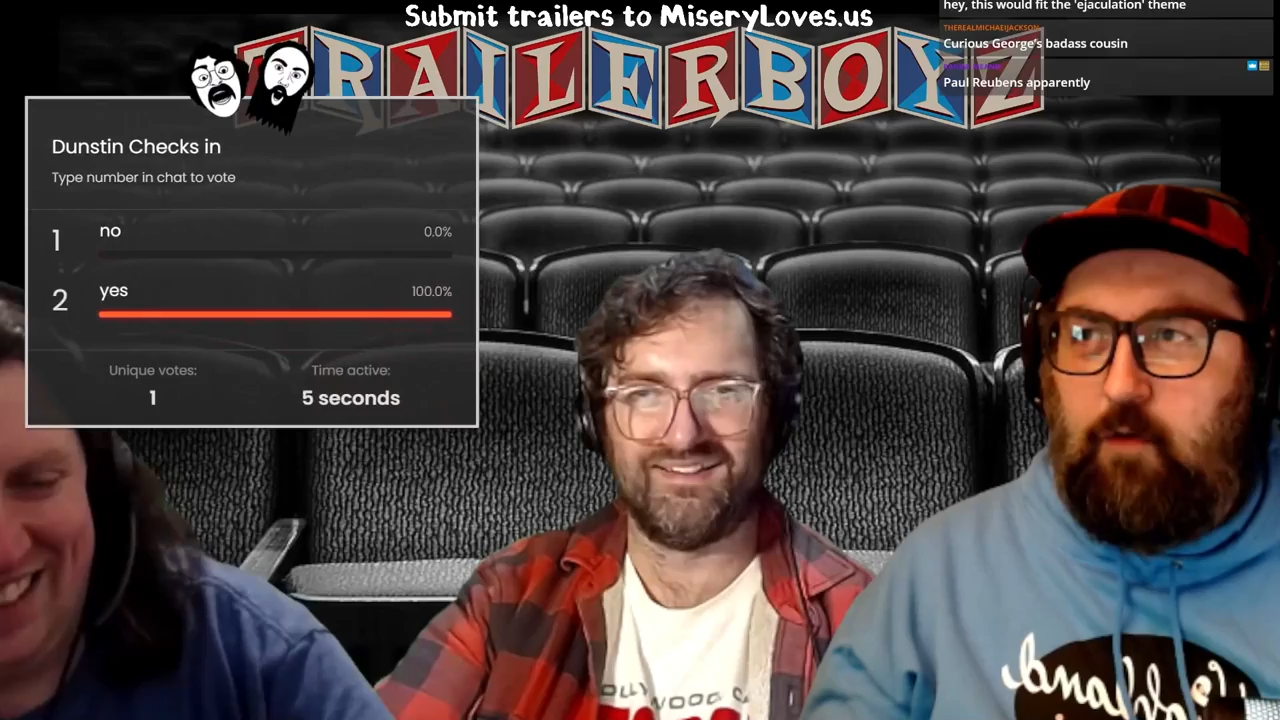 Submit trailers to MiseryLoves.us
TRAILERBOYZ
hey, this would fit the 'ejaculation' theme
THEREALMICHAELJACKSON
Curious George's badass cousin
Paul Reubens apparently
Dunstin Checks in
Type number in chat to vote
1 no 0.0%
2 yes 100.0%
Unique votes: Time active:
1 5 seconds